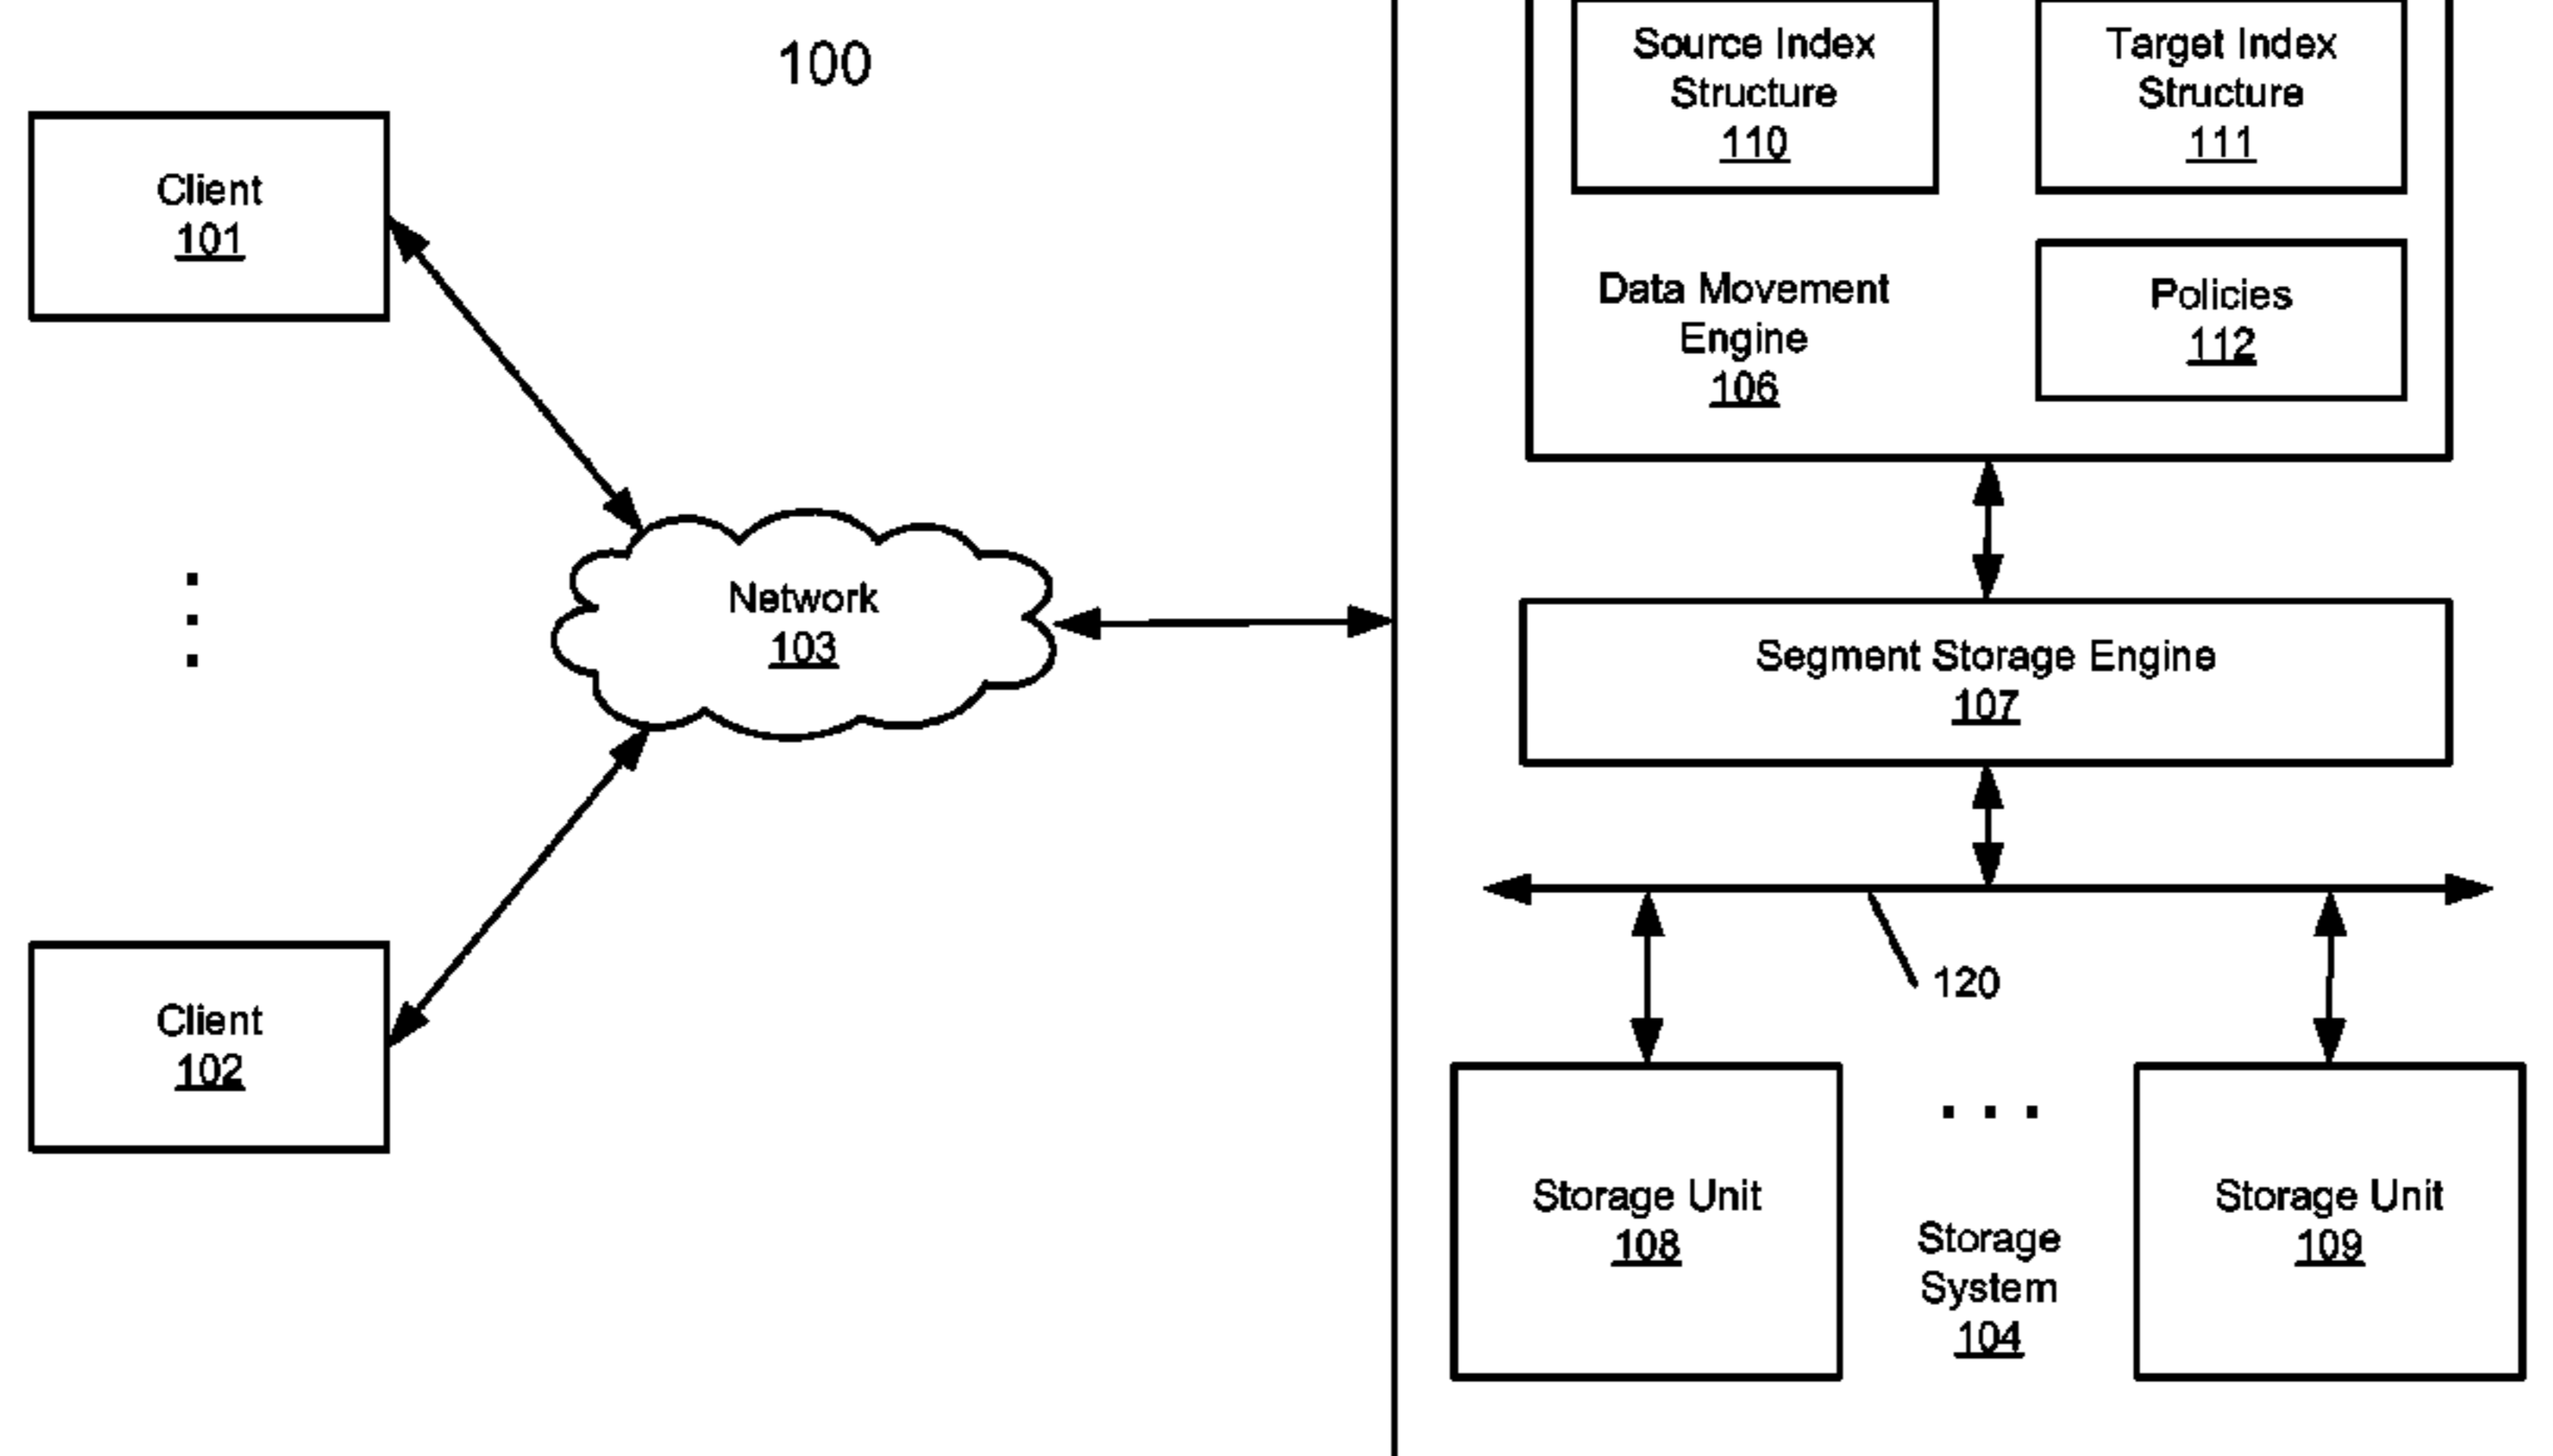 100
Client
101
Network
103
Client
102
Source Index
Structure
110
Target Index
Structure
111
Data Movement
Engine
106
Policies
112
Segment Storage Engine
107
120
Storage Unit
108
Storage
System
104
Storage Unit
109